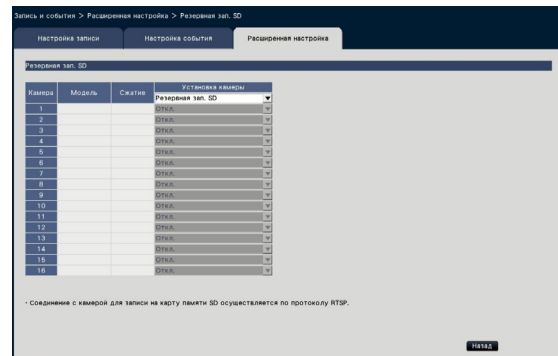 Запись и события > Расширенная настройка > Резервная зап. SD
Настройка записи Настройка события Расширенная настройка
Резервная зап. SD
Камера Модель Сжатие Установка камеры
Резервная зап. SD
1 Откл.
2 Откл.
3 Откл.
4 Откл.
5 Откл.
6 Откл.
7 Откл.
8 Откл.
9 Откл.
10 Откл.
11 Откл.
12 Откл.
13 Откл.
14 Откл.
15 Откл.
16 Откл.
· Соединение с камерой для записи на карту памяти SD осуществляется по протоколу RTSP.
Назад